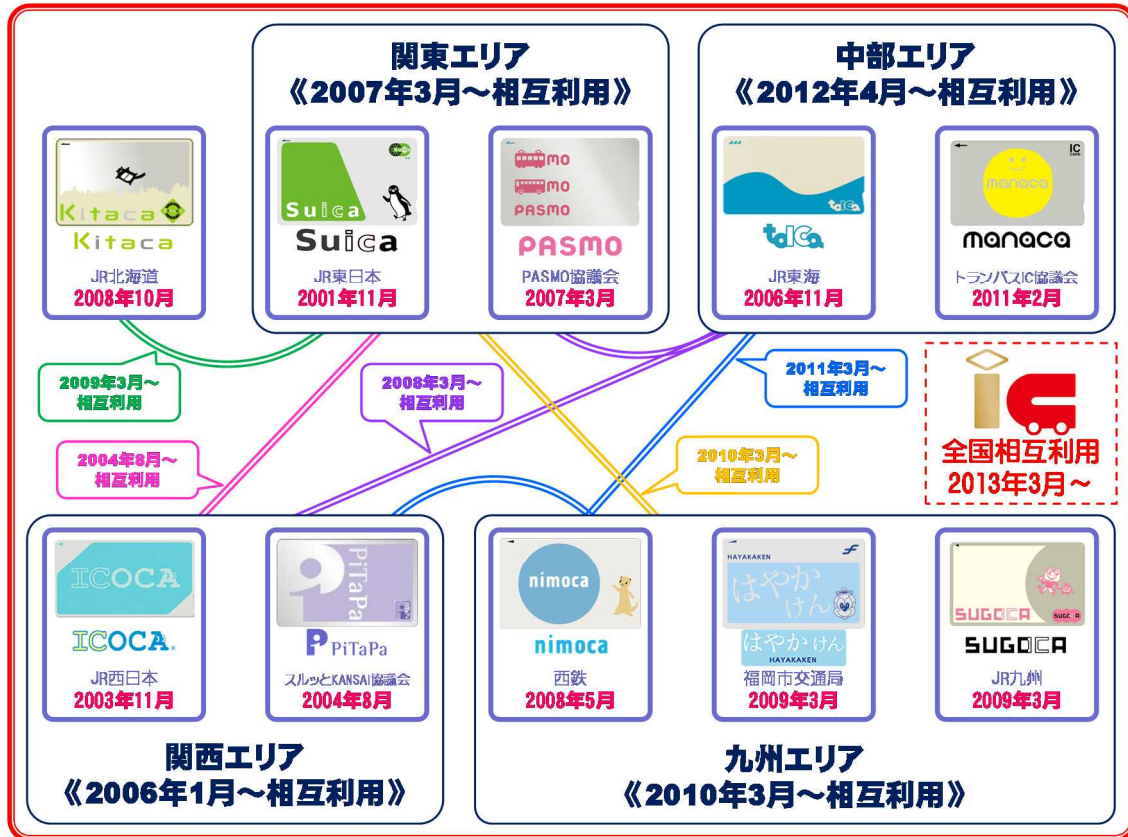 関東エリア
《2007年3月～相互利用》
中部エリア
《2012年4月～相互利用》
Kitaca
Kitaca
JR北海道
2008年10月
Suica
Suica
JR東日本
2001年11月
mo
mo
PASMO
PASMO
PASMO協議会
2007年3月
toICa
toICa
JR東海
2006年11月
IC
CARD
manaca
manaca
トランパスIC協議会
2011年2月
2009年3月～
相互利用
2008年3月～
相互利用
2011年3月～
相互利用
2004年8月～
相互利用
2010年3月～
相互利用
全国相互利用
2013年3月～
ICOCA
ICOCA
JR西日本
2003年11月
PiTaPa
PiTaPa
スルッとKANSAI協議会
2004年8月
nimoca
nimoca
西鉄
2008年5月
HAYAKAKEN
はやか
けん
はやかけん
HAYAKAKEN
福岡市交通局
2009年3月
SUGOCA
SUGOCA
SUGOCA
JR九州
2009年3月
関西エリア
《2006年1月～相互利用》
九州エリア
《2010年3月～相互利用》